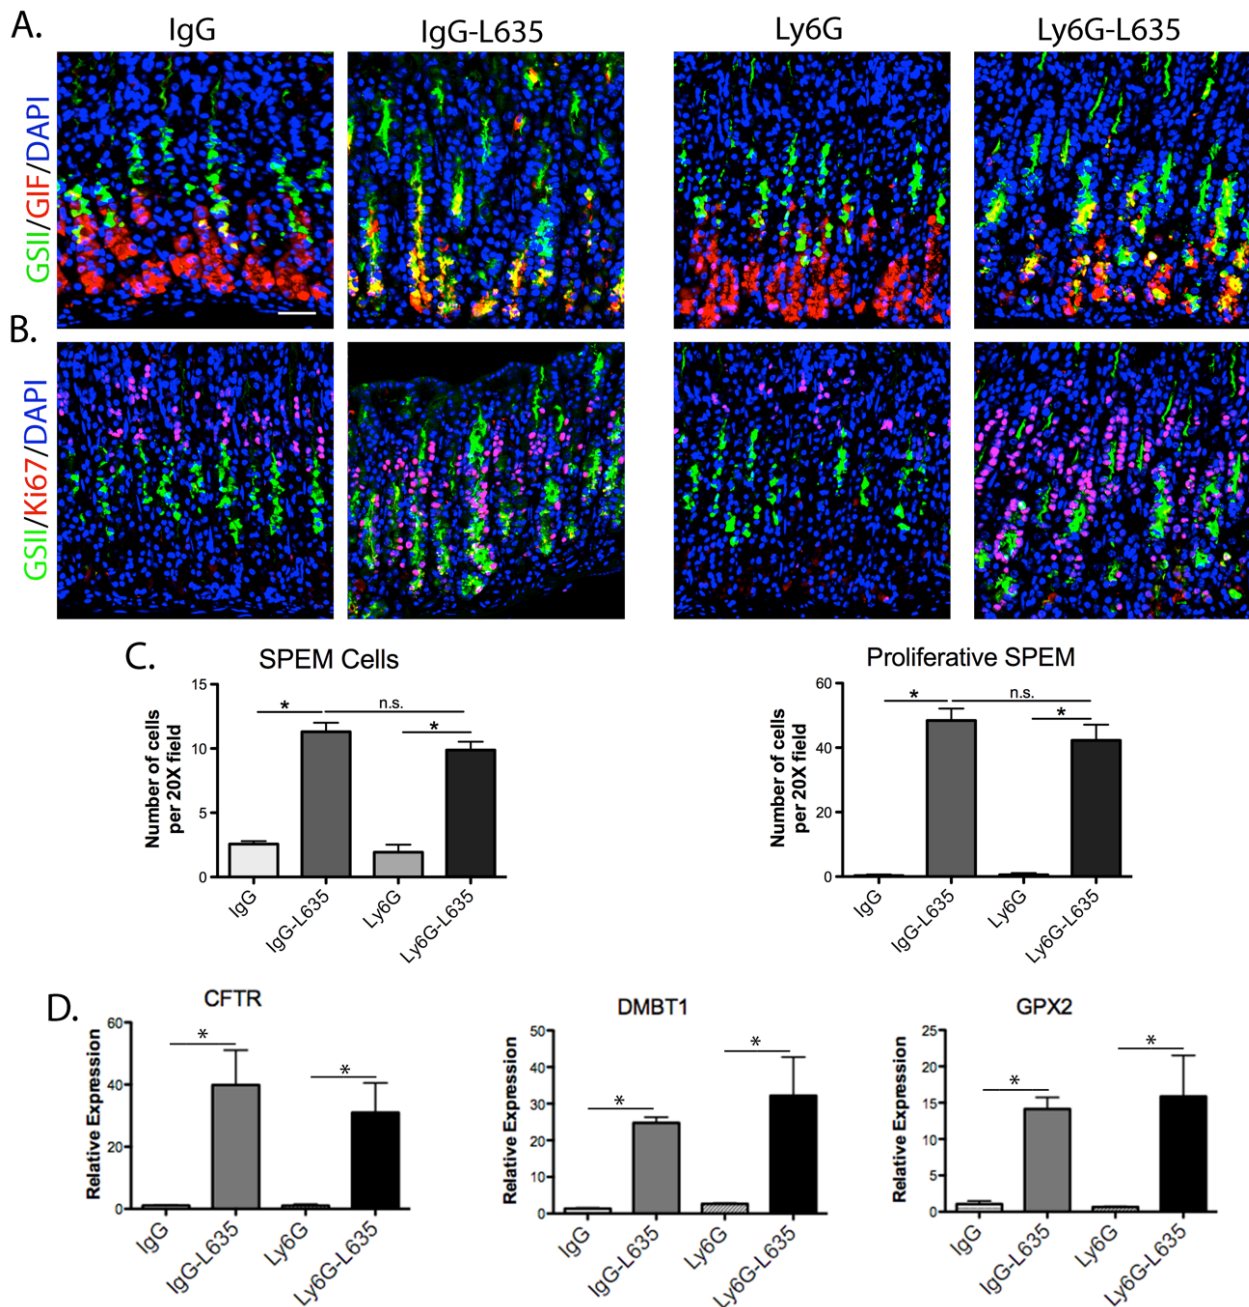 A.
IgG
IgG-L635
Ly6G
Ly6G-L635
GSII/GIF/DAPI
B.
GSII/Ki67/DAPI
C.
SPEM Cells
Number of cells
per 20X field
15
10
5
0
*
n.s.
*
IgG
IgG-L635
Ly6G
Ly6G-L635
Proliferative SPEM
Number of cells
per 20X field
60
40
20
0
*
n.s.
*
IgG
IgG-L635
Ly6G
Ly6G-L635
D.
CFTR
Relative Expression
60
40
20
0
*
*
IgG
IgG-L635
Ly6G
Ly6G-L635
DMBT1
Relative Expression
50
40
30
20
10
0
*
*
IgG
IgG-L635
Ly6G
Ly6G-L635
GPX2
Relative Expression
25
20
15
10
5
0
*
*
IgG
IgG-L635
Ly6G
Ly6G-L635